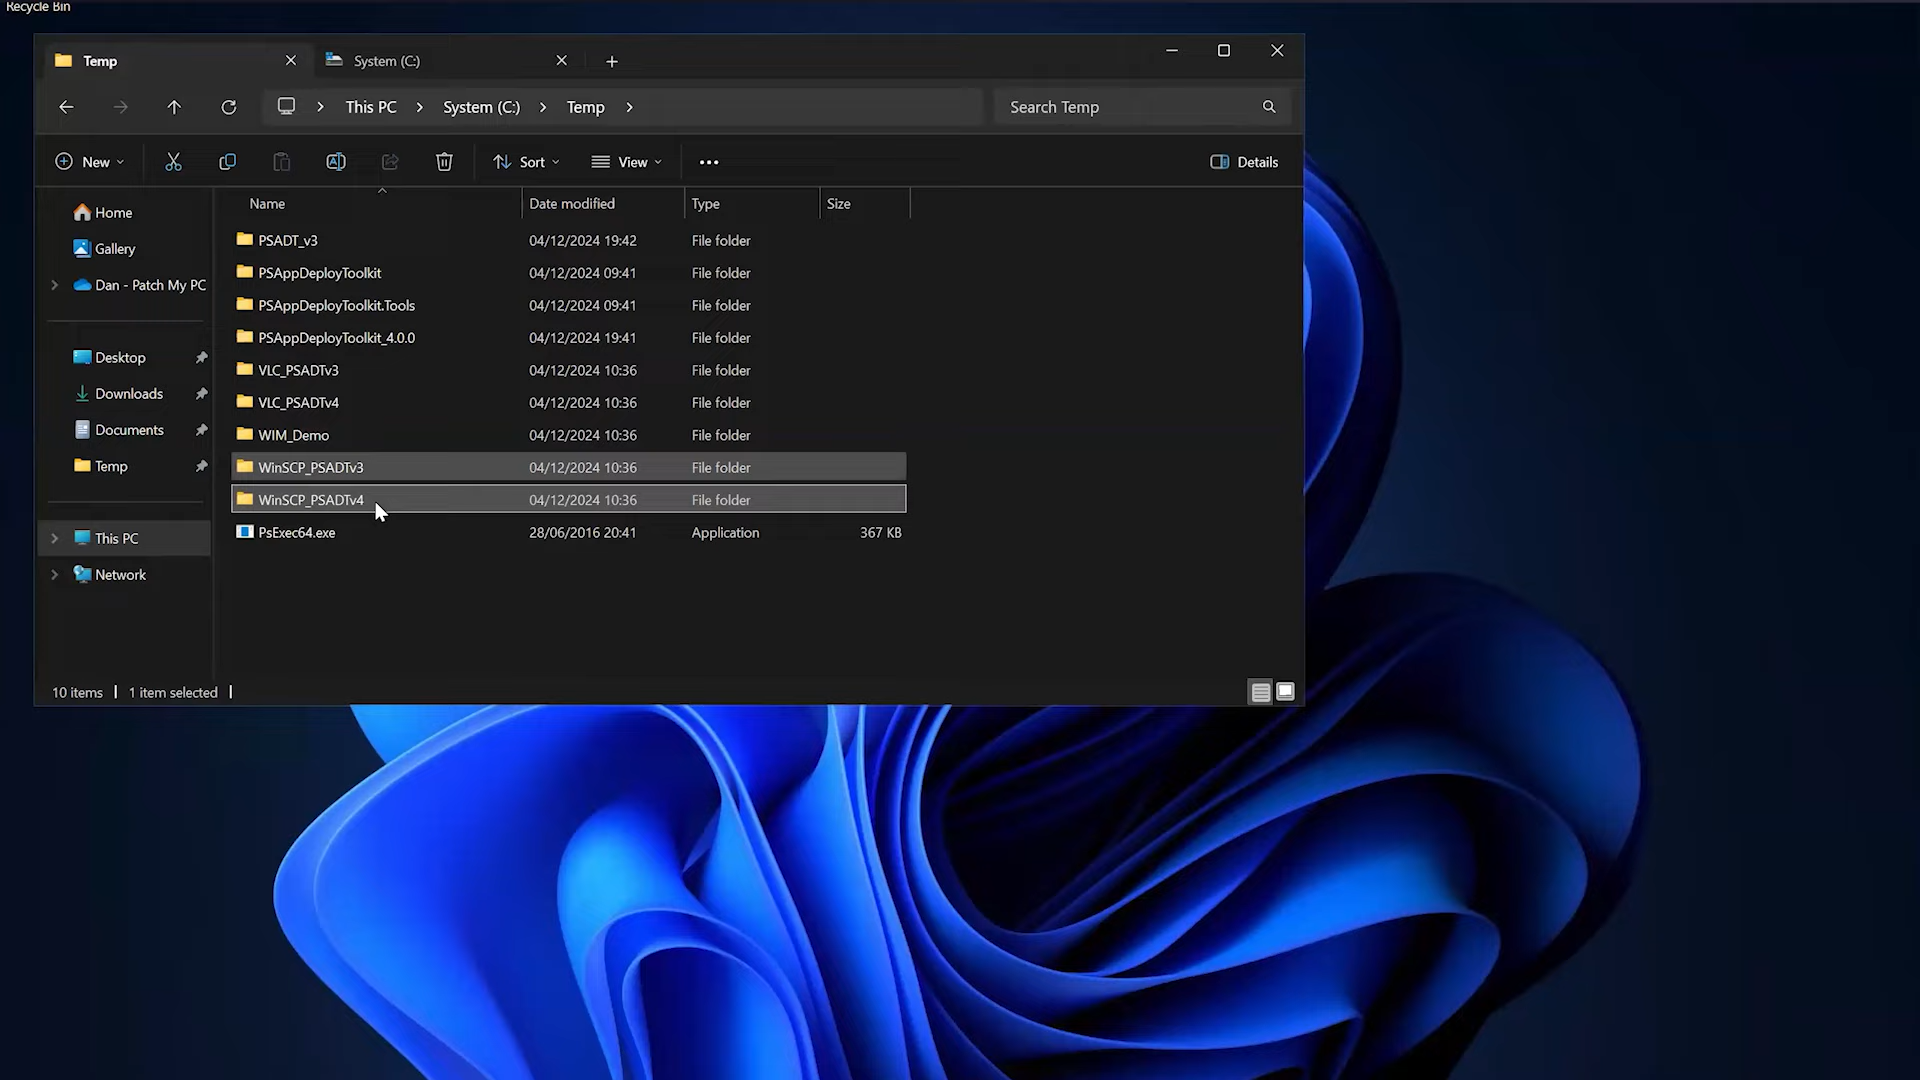 Recycle Bin
Temp
System (C:)
This PC
System (C:)
Temp
Search Temp
New
Sort
View
Details
Home
Gallery
Dan - Patch My PC
Desktop
Downloads
Documents
Temp
This PC
Network
Name Date modified Type Size
PSADT_v3 04/12/2024 19:42 File folder
PSAppDeployToolkit 04/12/2024 09:41 File folder
PSAppDeployToolkit.Tools 04/12/2024 09:41 File folder
PSAppDeployToolkit_4.0.0 04/12/2024 19:41 File folder
VLC_PSADTv3 04/12/2024 10:36 File folder
VLC_PSADTv4 04/12/2024 10:36 File folder
WIM_Demo 04/12/2024 10:36 File folder
WinSCP_PSADTv3 04/12/2024 10:36 File folder
WinSCP_PSADTv4 04/12/2024 10:36 File folder
PsExec64.exe 28/06/2016 20:41 Application 367 KB
10 items 1 item selected